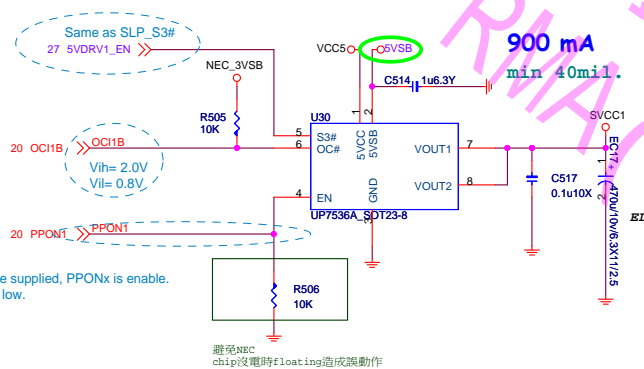 Same as SLP_S3#
27 5VDRV1_EN
VCC5
5VSB
900 mA
min 40mil.
NEC_3VSB
C514
1u6.3Y
SVCC1
R505
10K
U30
1
2
5VCC
5VSB
5
S3#
6
OC#
VOUT1
7
20 OCI1B
OCI1B
Vih= 2.0V
Vil= 0.8V
VOUT2
8
4
EN
GND
UP7536A_SOT23-8
C517
0.1u10X
EC17
1
2
470u/10v/6.3X11/2.5
20 PPON1
PPON1
e supplied, PPONx is enable.
low.
R506
10K
避免NEC
chip沒電時floating造成誤動作